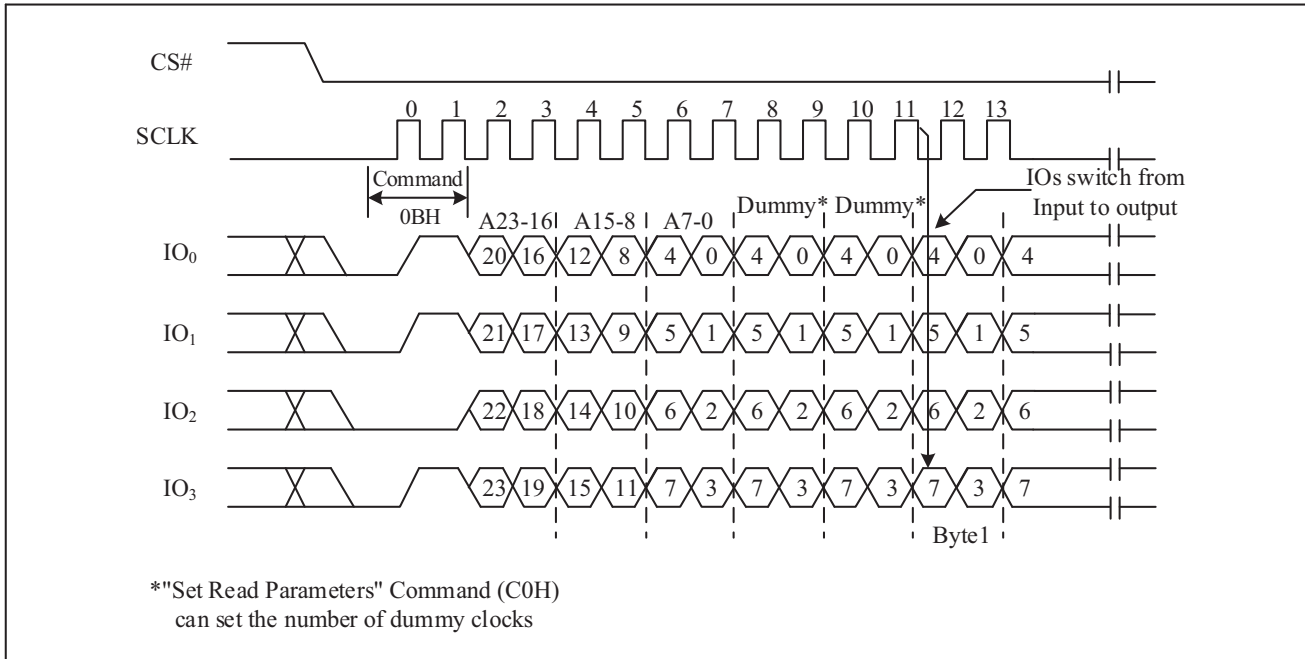 CS#
0 1 2 3 4 5 6 7 8 9 10 11 12 13
SCLK
Command
0BH
IOs switch from
Input to output
Dummy* Dummy*
A23-16 A15-8 A7-0
IO0 20 16 12 8 4 0 4 0 4 0 4 0 4
IO1 21 17 13 9 5 1 5 1 5 1 5 1 5
IO2 22 18 14 10 6 2 6 2 6 2 6 2 6
IO3 23 19 15 11 7 3 7 3 7 3 7 3 7
Byte1
*"Set Read Parameters" Command (C0H)
can set the number of dummy clocks